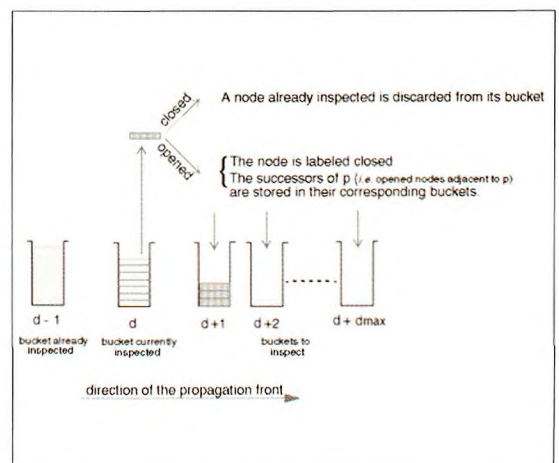 closed
A node already inspected is discarded from its bucket
opened
{ The node is labeled closed
The successors of p (i.e. opened nodes adjacent to p)
are stored in their corresponding buckets.
d - 1
d
d+1
d+2
d + dmax
bucket already
inspected
bucket currently
inspected
buckets to
inspect
direction of the propagation front